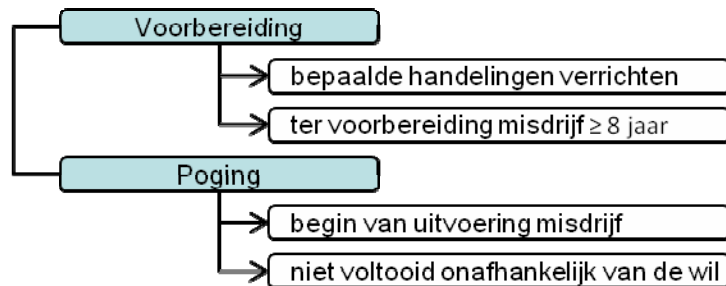 Voorbereiding
bepaalde handelingen verrichten
ter voorbereiding misdrijf ≥ 8 jaar
Poging
begin van uitvoering misdrijf
niet voltooid onafhankelijk van de wil